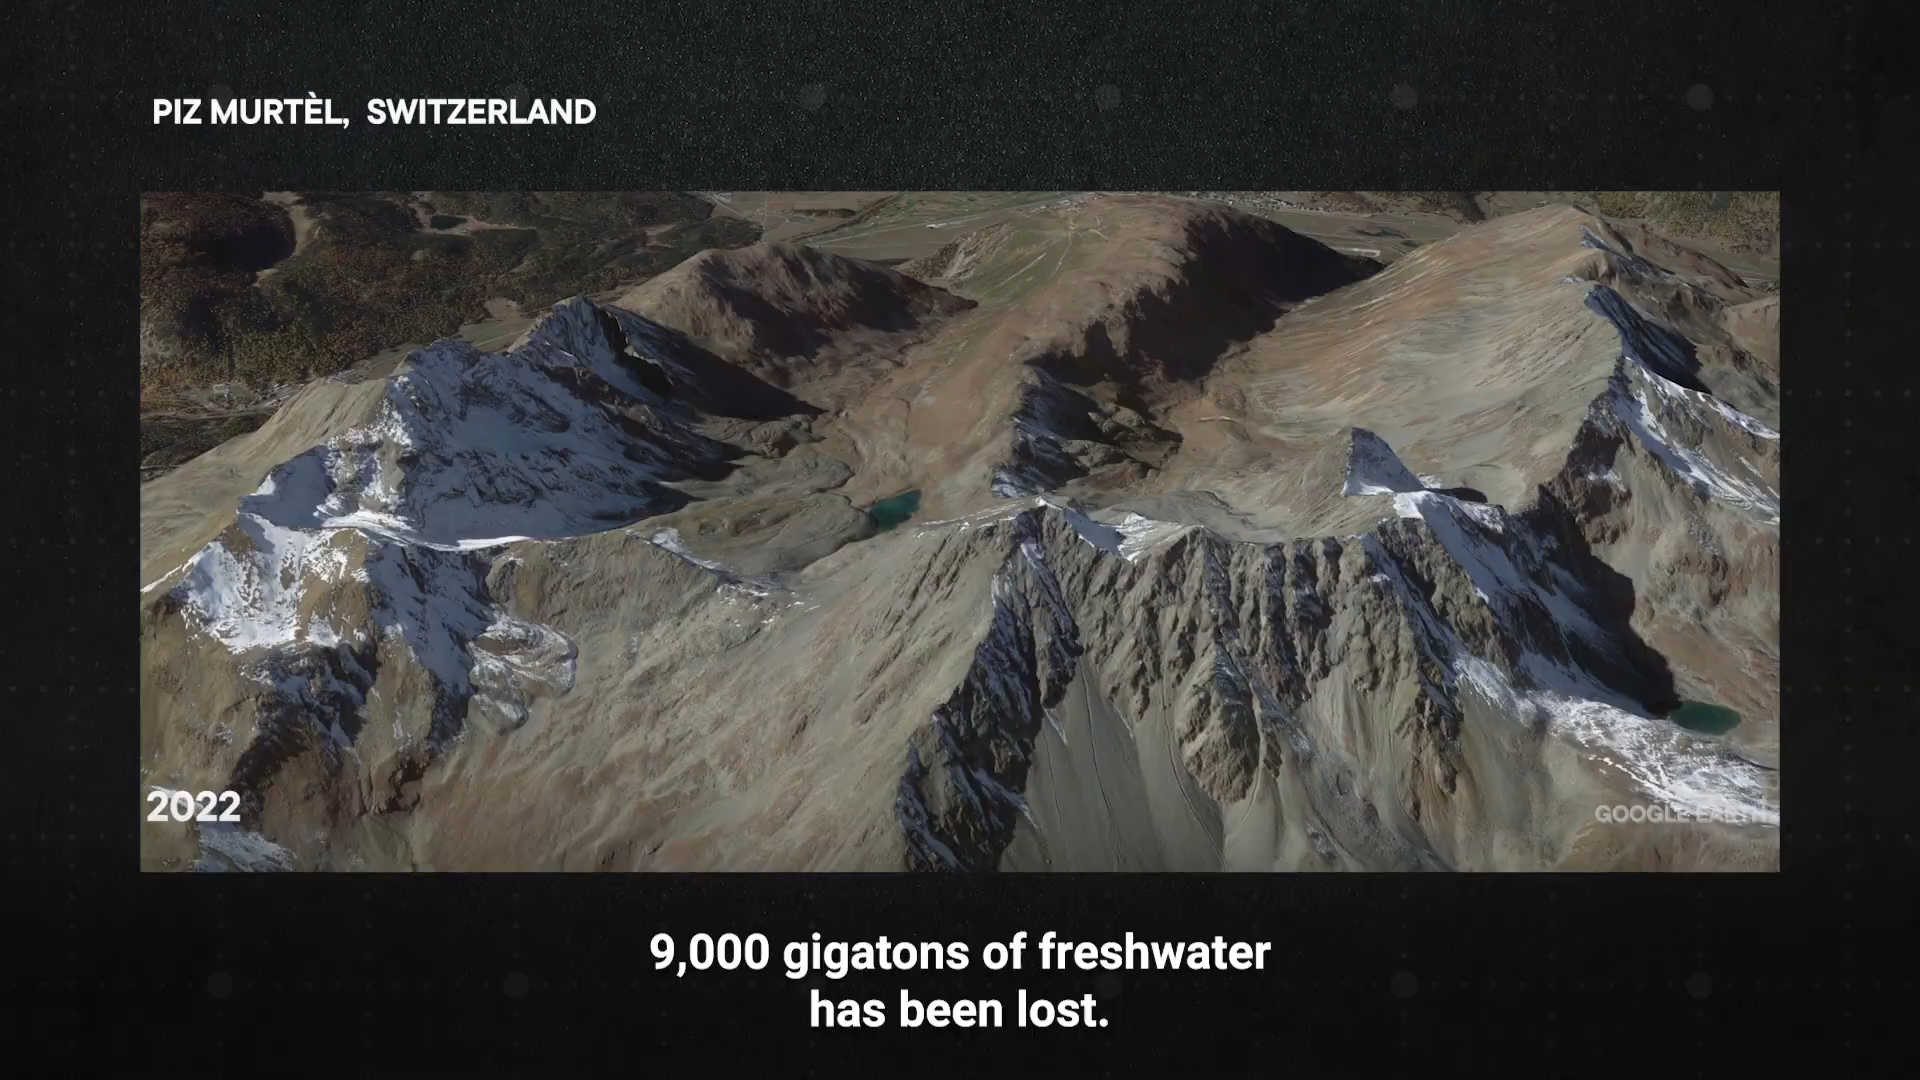 PIZ MURTÈL, SWITZERLAND
2022
GOOGLE EARTH
9,000 gigatons of freshwater
has been lost.